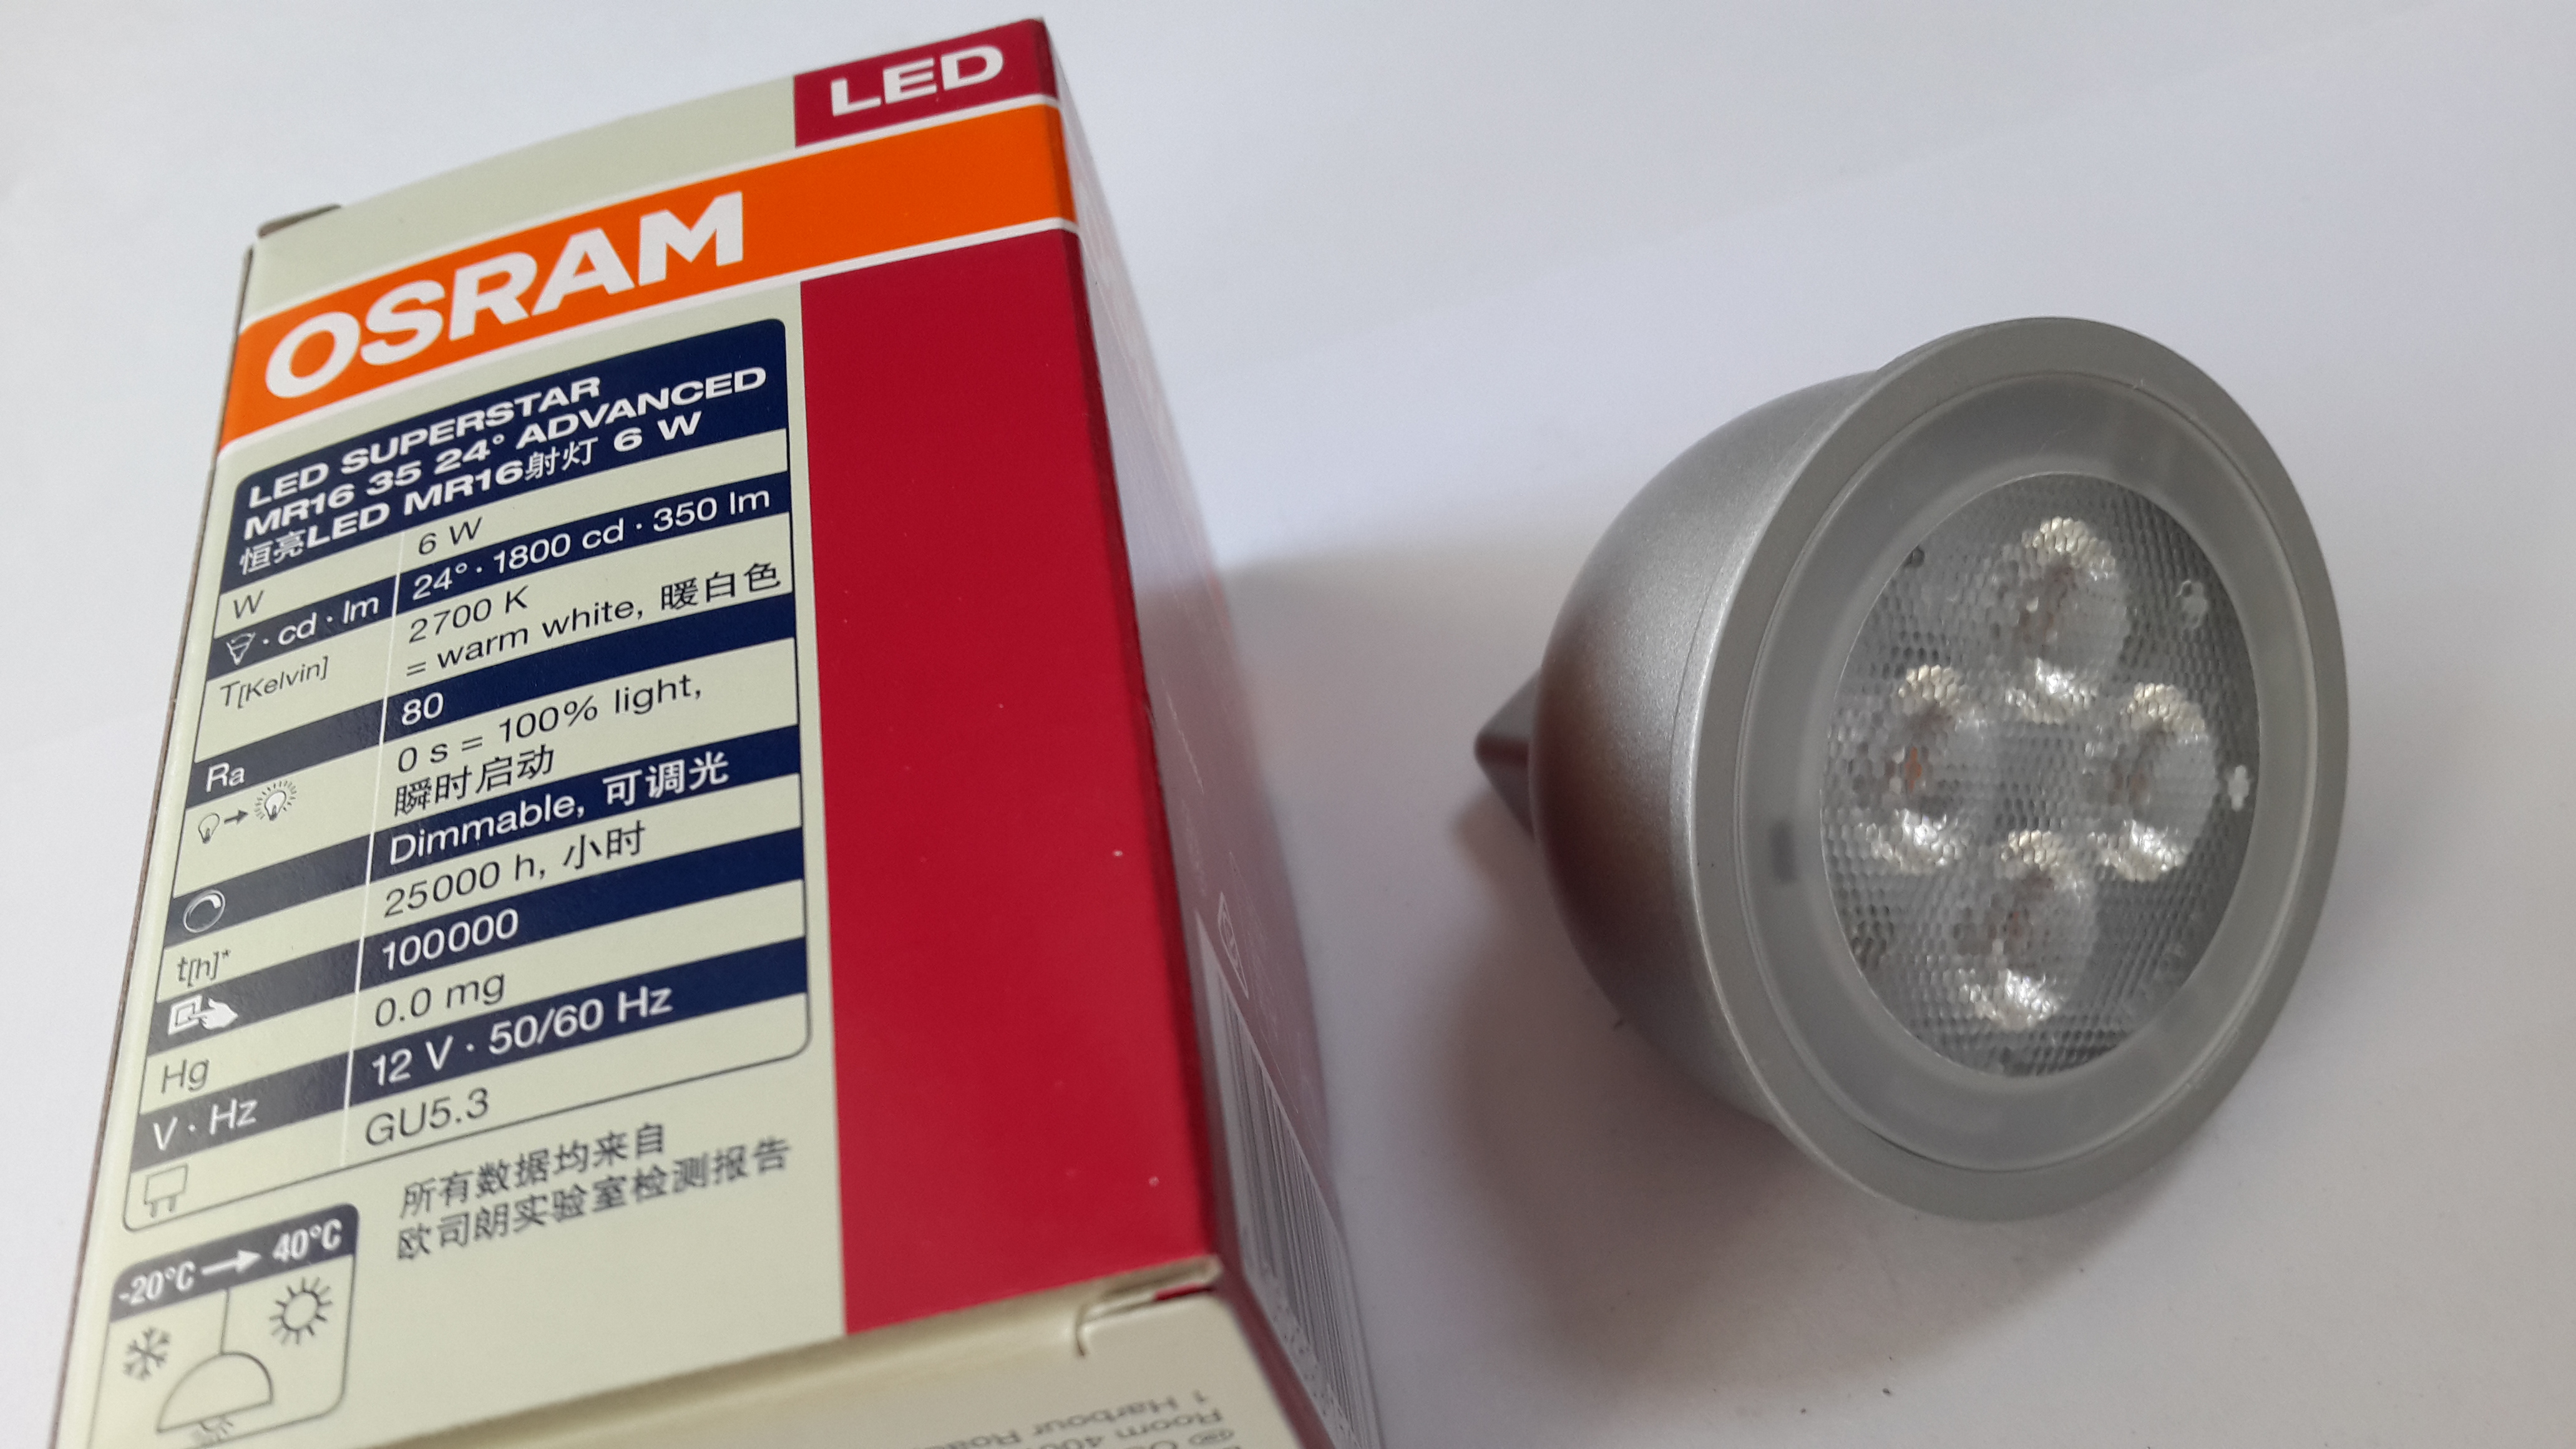 LED
OSRAM
LED SUPERSTAR
MR16 35 24° ADVANCED
恒亮LED MR16射灯 6 W
W 6 W
· cd · lm 24° · 1800 cd · 350 lm
T[Kelvin] 2700 K
= warm white, 暖白色
Ra 80
0 s = 100% light,
瞬时启动
Dimmable, 可调光
t[h]* 25000 h, 小时
100000
Hg 0.0 mg
V · Hz 12 V · 50/60 Hz
GU5.3
所有数据均来自
欧司朗实验室检测报告
-20°C → 40°C
Room
1 Harbour